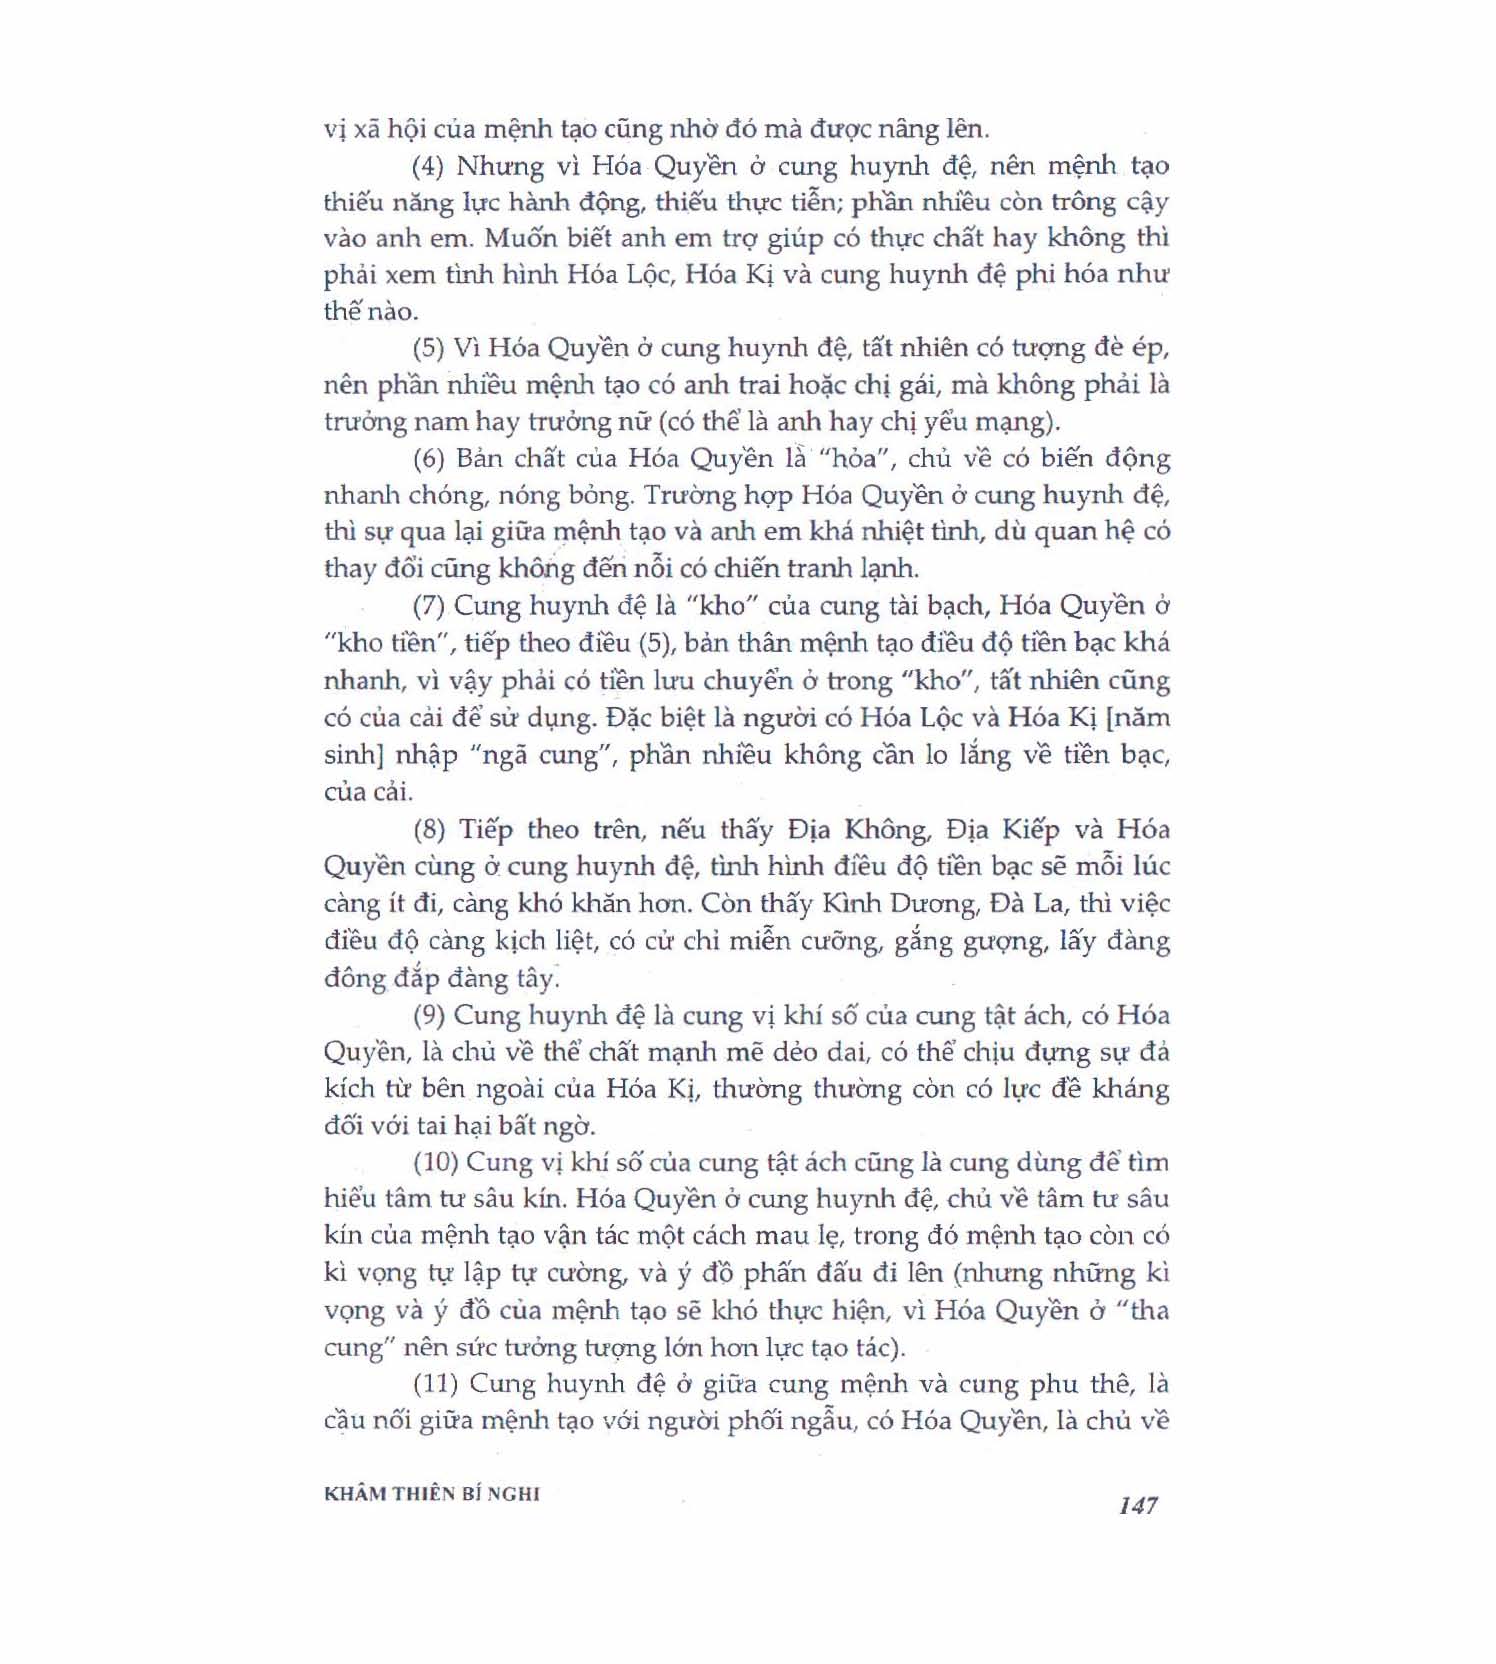 vị xã hội của mệnh tạo cũng nhờ đó mà được nâng lên.
(4) Nhưng vì Hóa Quyền ở cung huynh đệ, nên mệnh tạo
thiếu năng lực hành động, thiếu thực tiễn; phần nhiều còn trông cậy
vào anh em. Muốn biết anh em trợ giúp có thực chất hay không thì
phải xem tình hình Hóa Lộc, Hóa Kị và cung huynh đệ phi hóa như
thế nào.
(5) Vì Hóa Quyền ở cung huynh đệ, tất nhiên có tượng đè ép,
nên phần nhiều mệnh tạo có anh trai hoặc chị gái, mà không phải là
trưởng nam hay trưởng nữ (có thể là anh hay chị yểu mạng).
(6) Bản chất của Hóa Quyền là "hỏa", chủ về có biến động
nhanh chóng, nóng bỏng. Trường hợp Hóa Quyền ở cung huynh đệ,
thì sự qua lại giữa mệnh tạo và anh em khá nhiệt tình, dù quan hệ có
thay đổi cũng không đến nỗi có chiến tranh lạnh.
(7) Cung huynh đệ là "kho" của cung tài bạch, Hóa Quyền ở
"kho tiền", tiếp theo điều (5), bản thân mệnh tạo điều độ tiền bạc khá
nhanh, vì vậy phải có tiền lưu chuyển ở trong "kho", tất nhiên cũng
có của cải để sử dụng. Đặc biệt là người có Hóa Lộc và Hóa Kị [năm
sinh] nhập "ngã cung", phần nhiều không cần lo lắng về tiền bạc,
của cải.
(8) Tiếp theo trên, nếu thấy Địa Không, Địa Kiếp và Hóa
Quyền cùng ở cung huynh đệ, tình hình điều độ tiền bạc sẽ mỗi lúc
càng ít đi, càng khó khăn hơn. Còn thấy Kình Dương, Đà La, thì việc
điều độ càng kịch liệt, có cử chỉ miễn cưỡng, gắng gượng, lấy đàng
đông đắp đàng tây.
(9) Cung huynh đệ là cung vị khí số của cung tật ách, có Hóa
Quyền, là chủ về thể chất mạnh mẽ dẻo dai, có thể chịu đựng sự đả
kích từ bên ngoài của Hóa Kị, thường thường còn có lực đề kháng
đối với tai hại bất ngờ.
(10) Cung vị khí số của cung tật ách cũng là cung dùng để tìm
hiểu tâm tư sâu kín. Hóa Quyền ở cung huynh đệ, chủ về tâm tư sâu
kín của mệnh tạo vận tác một cách mau lẹ, trong đó mệnh tạo còn có
kì vọng tự lập tự cường, và ý đồ phấn đấu đi lên (nhưng những kì
vọng và ý đồ của mệnh tạo sẽ khó thực hiện, vì Hóa Quyền ở "tha
cung" nên sức tưởng tượng lớn hơn lực tạo tác).
(11) Cung huynh đệ ở giữa cung mệnh và cung phu thê, là
cầu nối giữa mệnh tạo với người phối ngẫu, có Hóa Quyền, là chủ về
KHÂM THIÊN BÍ NGHI
147